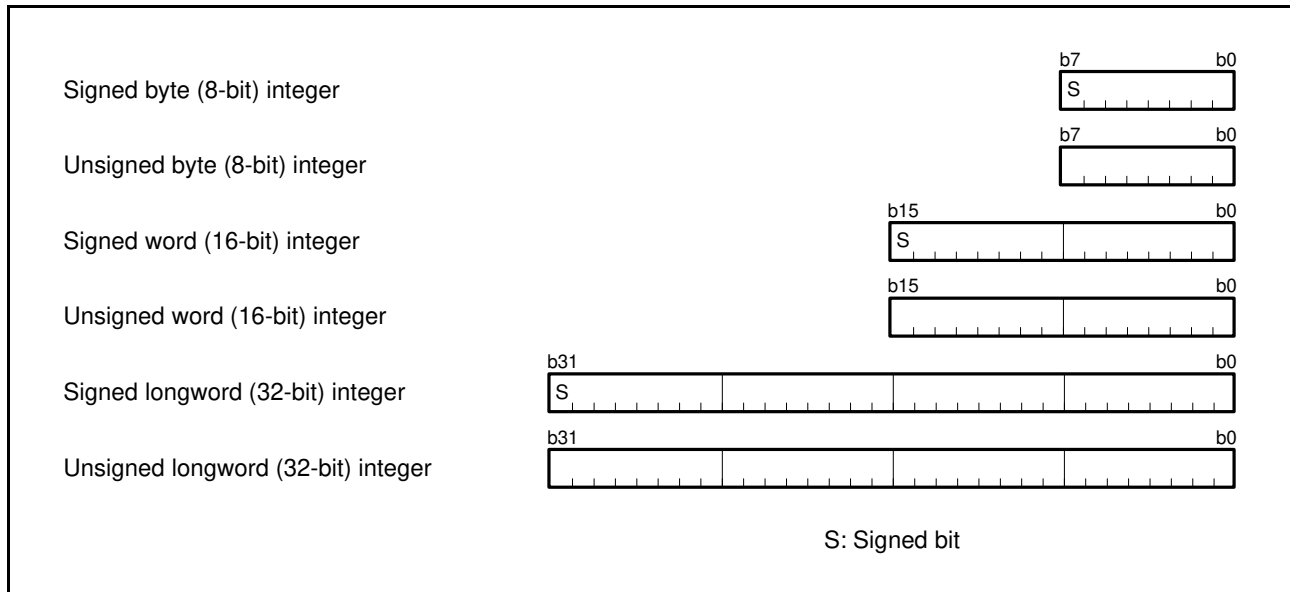 b7 b0
Signed byte (8-bit) integer S
b7 b0
Unsigned byte (8-bit) integer
b15 b0
Signed word (16-bit) integer S
b15 b0
Unsigned word (16-bit) integer
b31 b0
Signed longword (32-bit) integer S
b31 b0
Unsigned longword (32-bit) integer
S: Signed bit